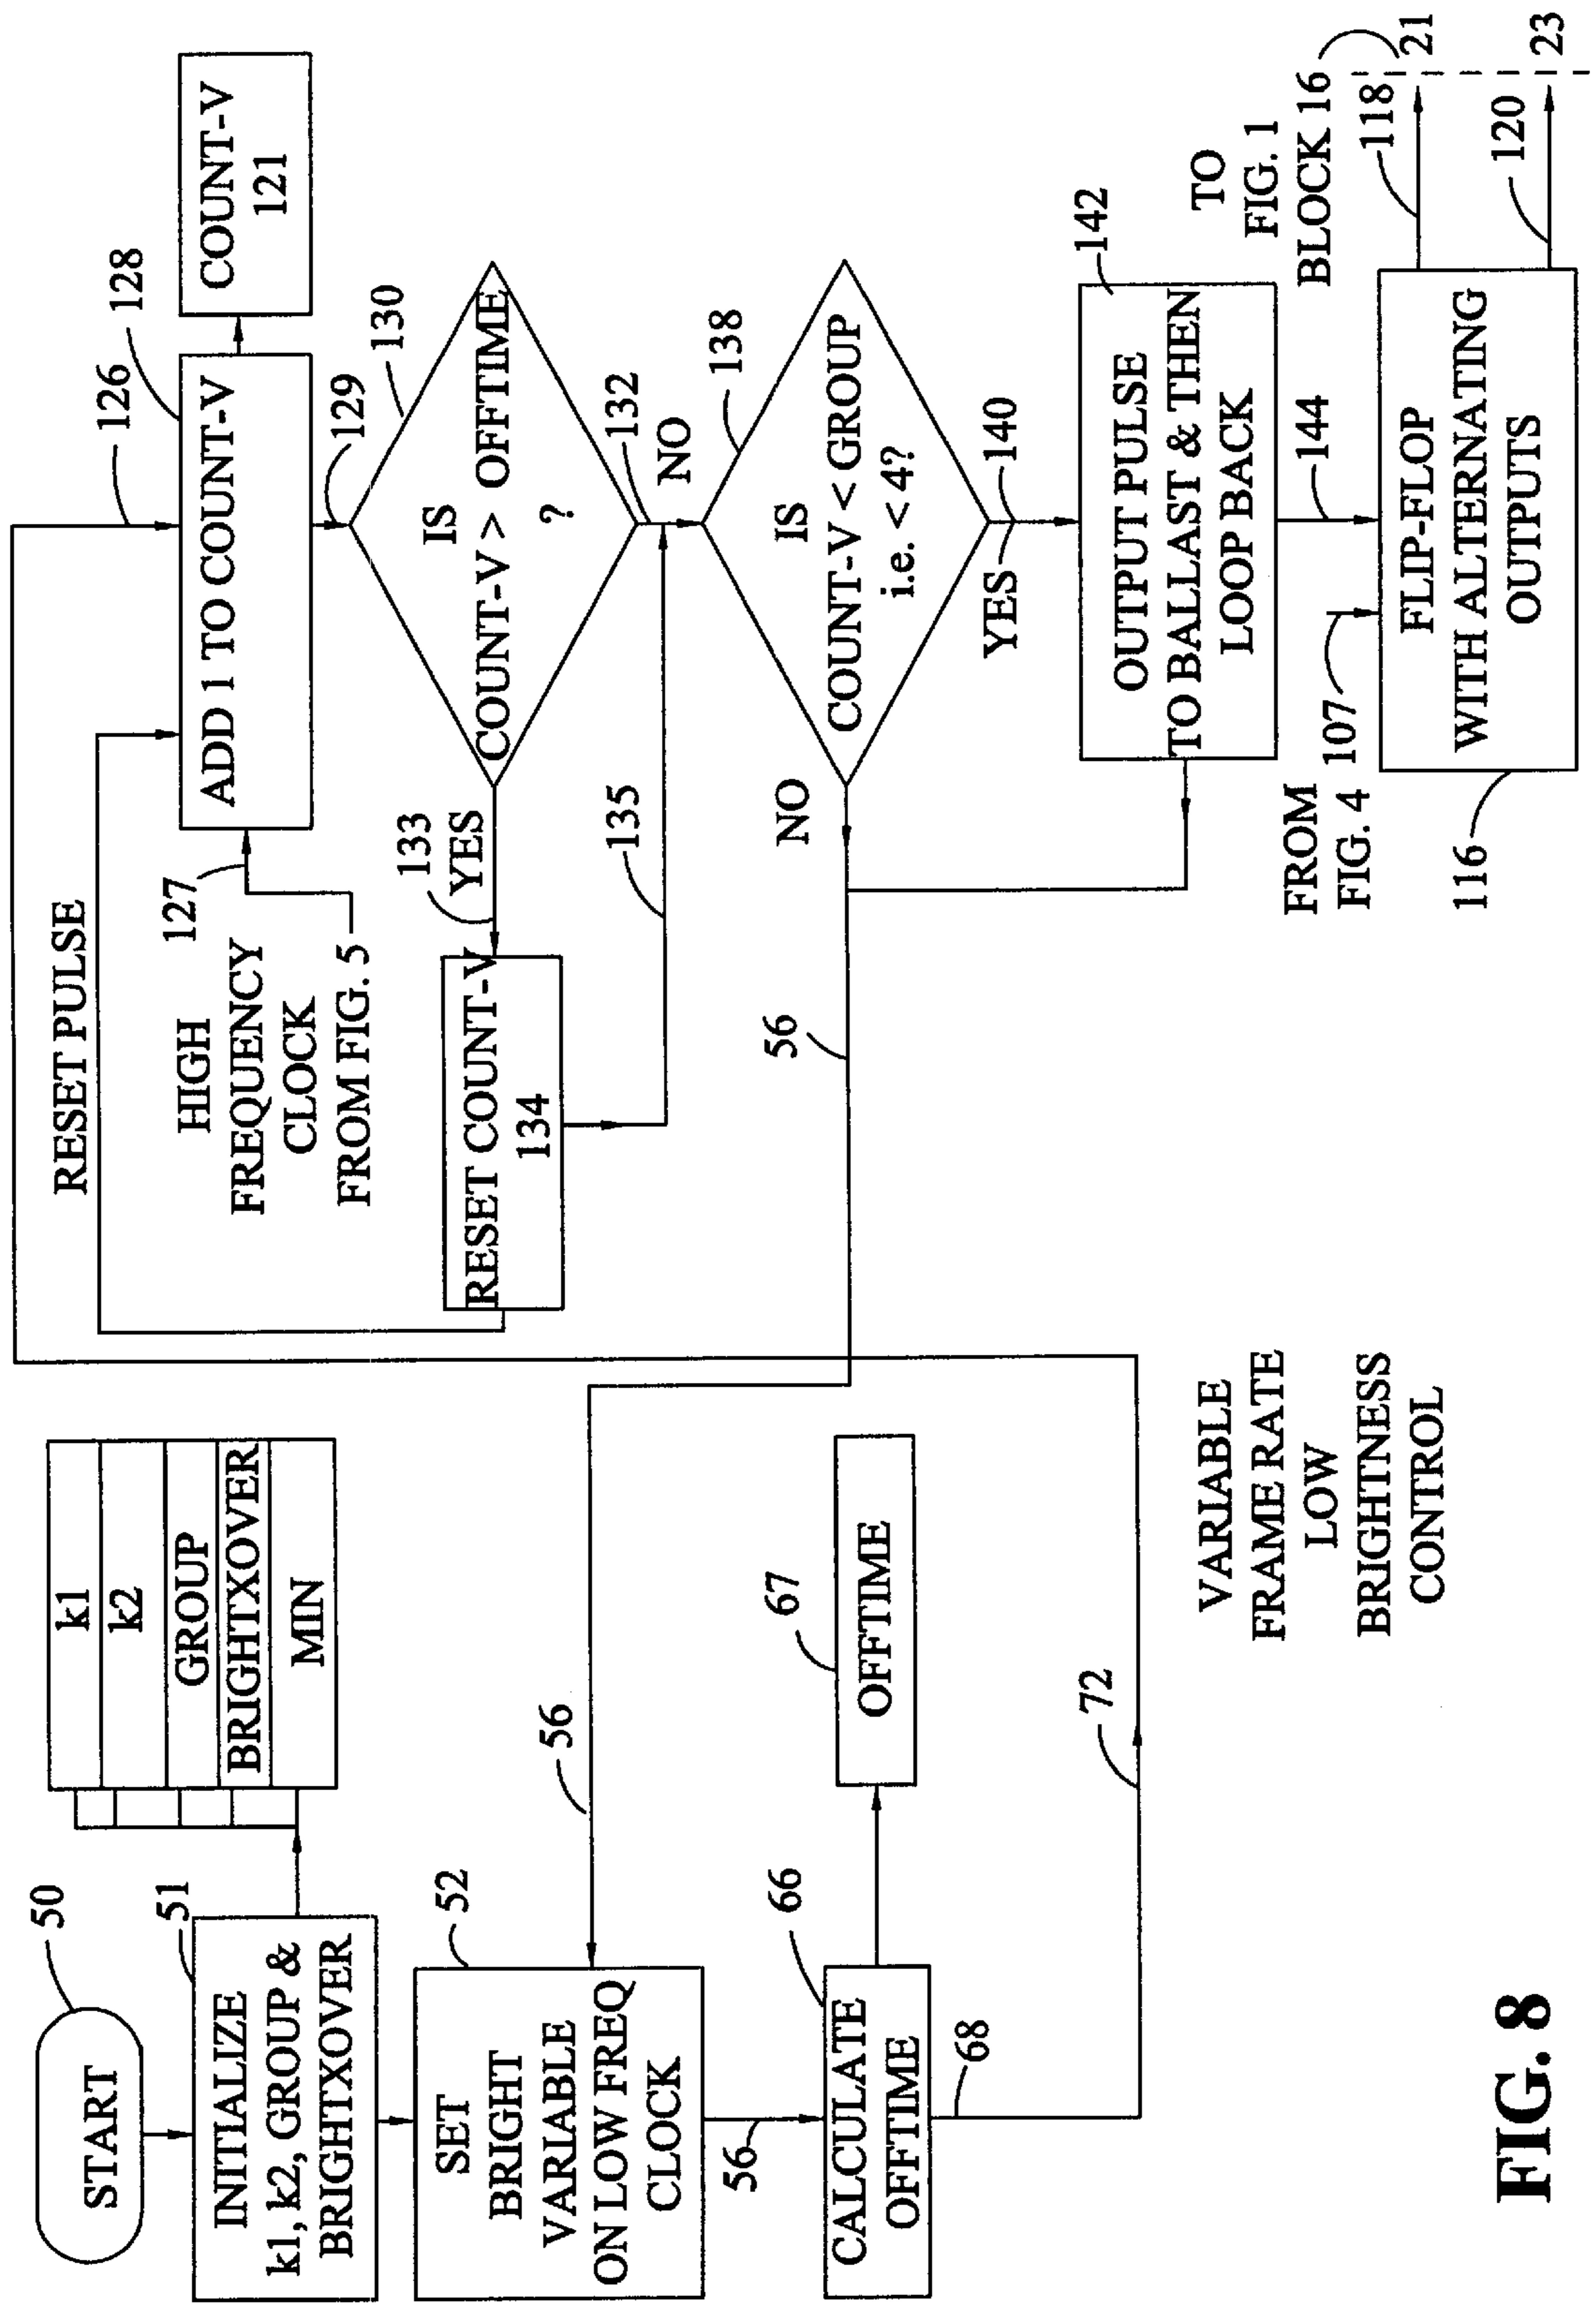 START
50
INITIALIZE
k1, k2, GROUP &
BRIGHTXOVER
51
k1
k2
GROUP
BRIGHTXOVER
MIN
SET
BRIGHT
VARIABLE
ON LOW FREQ
CLOCK
52
56
56
CALCULATE
OFFTIME
66
68
OFFTIME
67
72
RESET PULSE
126
128
ADD 1 TO COUNT-V
COUNT-V
121
127
HIGH
FREQUENCY
CLOCK
FROM FIG. 5
129
130
IS
COUNT-V > OFFTIME
?
133
YES
RESET COUNT-V
134
135
132
NO
138
IS
COUNT-V < GROUP
i.e. < 4?
NO
56
YES
140
142
OUTPUT PULSE
TO BALLAST & THEN
LOOP BACK
144
FROM
FIG. 4
107
116
FLIP-FLOP
WITH ALTERNATING
OUTPUTS
TO
FIG. 1
BLOCK 16
118
21
120
23
VARIABLE
FRAME RATE
LOW
BRIGHTNESS
CONTROL
FIG. 8